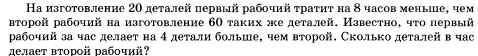 На изготовление 20 деталей первый рабочий тратит на 8 часов меньше, чем
второй рабочий на изготовление 60 таких же деталей. Известно, что первый
рабочий за час делает на 4 детали больше, чем второй. Сколько деталей в час
делает второй рабочий?